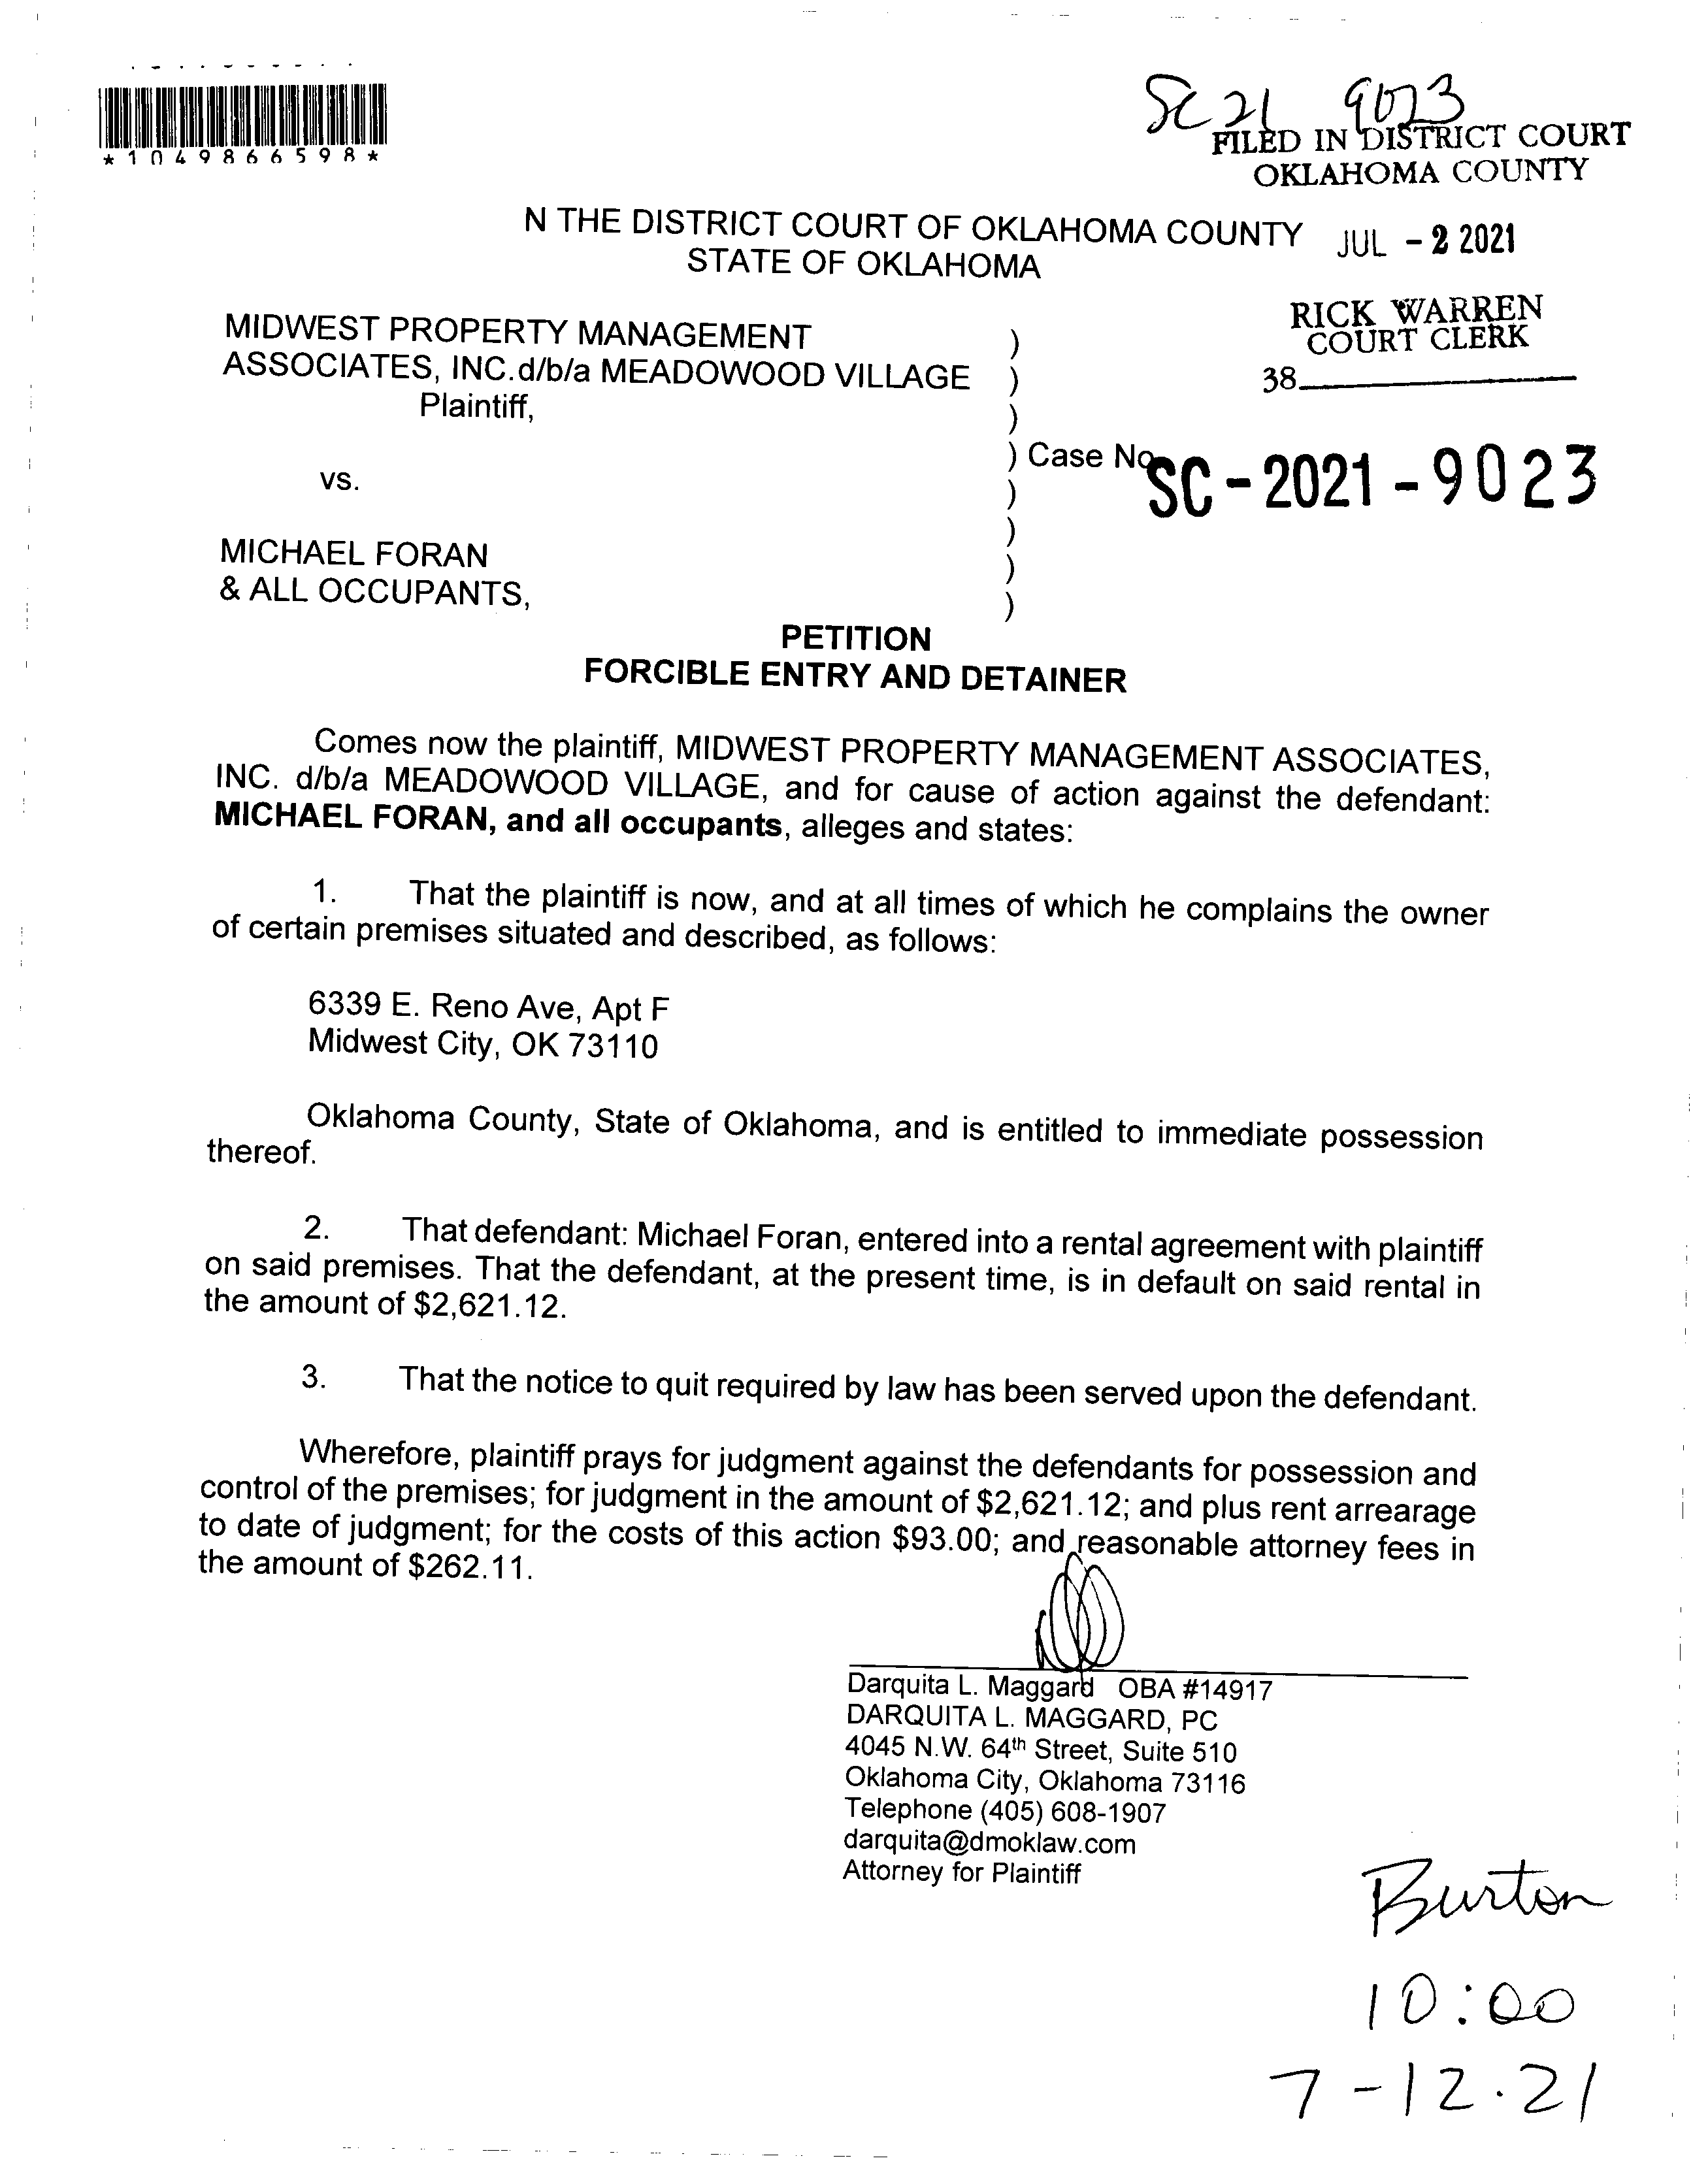 SC 21 9023
FILED IN DISTRICT COURT
OKLAHOMA COUNTY
*1049866598*
N THE DISTRICT COURT OF OKLAHOMA COUNTY
STATE OF OKLAHOMA
JUL - 2 2021
RICK WARREN
COURT CLERK
38
MIDWEST PROPERTY MANAGEMENT )
ASSOCIATES, INC.d/b/a MEADOWOOD VILLAGE )
Plaintiff, )
) Case No SC - 2021 - 9023
vs. )
)
MICHAEL FORAN )
& ALL OCCUPANTS, )
PETITION
FORCIBLE ENTRY AND DETAINER
Comes now the plaintiff, MIDWEST PROPERTY MANAGEMENT ASSOCIATES,
INC. d/b/a MEADOWOOD VILLAGE, and for cause of action against the defendant:
MICHAEL FORAN, and all occupants, alleges and states:
1. That the plaintiff is now, and at all times of which he complains the owner
of certain premises situated and described, as follows:
6339 E. Reno Ave, Apt F
Midwest City, OK 73110
Oklahoma County, State of Oklahoma, and is entitled to immediate possession
thereof.
2. That defendant: Michael Foran, entered into a rental agreement with plaintiff
on said premises. That the defendant, at the present time, is in default on said rental in
the amount of $2,621.12.
3. That the notice to quit required by law has been served upon the defendant.
Wherefore, plaintiff prays for judgment against the defendants for possession and
control of the premises; for judgment in the amount of $2,621.12; and plus rent arrearage
to date of judgment; for the costs of this action $93.00; and reasonable attorney fees in
the amount of $262.11.
Darquita L. Maggard OBA #14917
DARQUITA L. MAGGARD, PC
4045 N.W. 64th Street, Suite 510
Oklahoma City, Oklahoma 73116
Telephone (405) 608-1907
darquita@dmoklaw.com
Attorney for Plaintiff
Burton
10:00
7-12.21